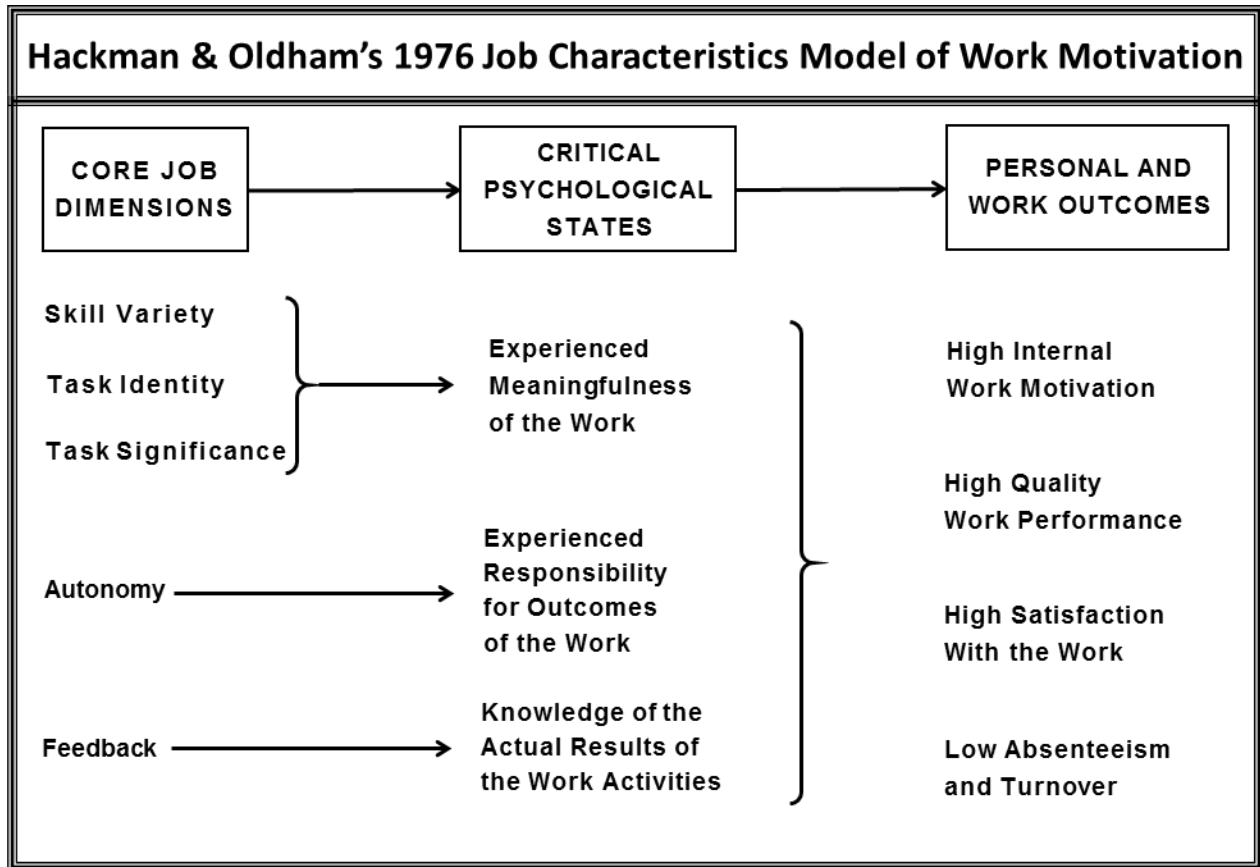 Hackman & Oldham's 1976 Job Characteristics Model of Work Motivation
CORE JOB
DIMENSIONS
CRITICAL
PSYCHOLOGICAL
STATES
PERSONAL AND
WORK OUTCOMES
Skill Variety
Task Identity
Task Significance
Autonomy
Feedback
Experienced
Meaningfulness
of the Work
Experienced
Responsibility
for Outcomes
of the Work
Knowledge of the
Actual Results of
the Work Activities
High Internal
Work Motivation
High Quality
Work Performance
High Satisfaction
With the Work
Low Absenteeism
and Turnover